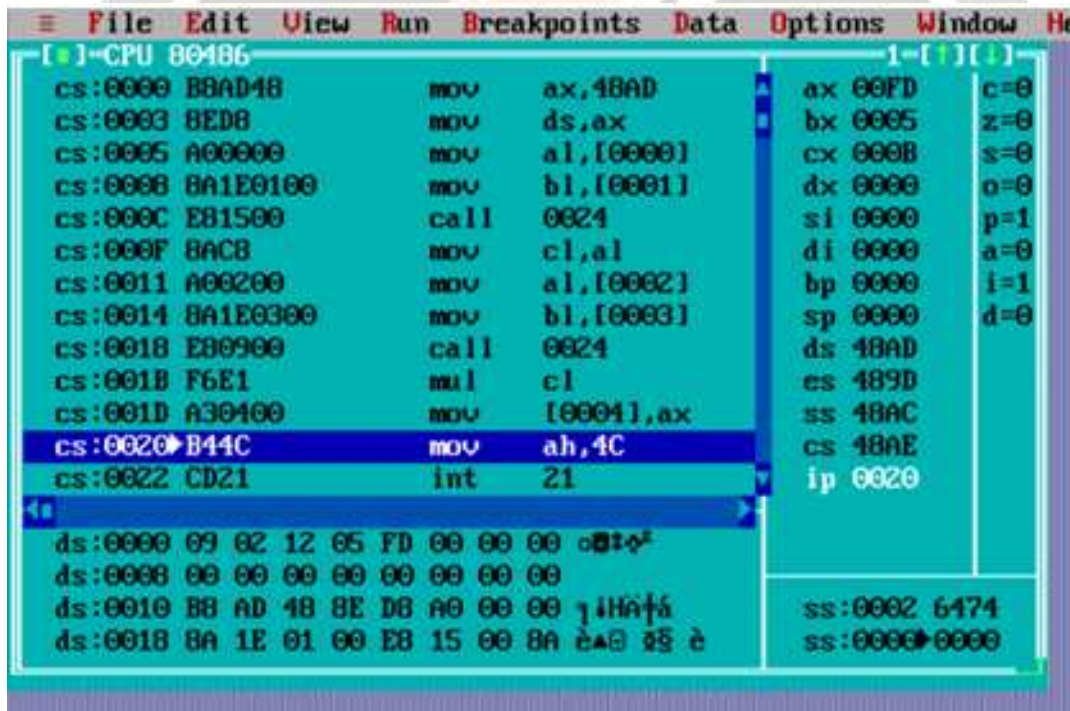 ≡ File Edit View Run Breakpoints Data Options Window He
[■]=CPU 80486 1=[↑][↓]
cs:0000 B8AD48 mov ax,48AD ax 00FD c=0
cs:0003 8ED8 mov ds,ax bx 0005 z=0
cs:0005 A00000 mov al,[0000] cx 000B s=0
cs:0008 8A1E0100 mov bl,[0001] dx 0000 o=0
cs:000C E81500 call 0024 si 0000 p=1
cs:000F 8AC8 mov cl,al di 0000 a=0
cs:0011 A00200 mov al,[0002] bp 0000 i=1
cs:0014 8A1E0300 mov bl,[0003] sp 0000 d=0
cs:0018 E80900 call 0024 ds 48AD
cs:001B F6E1 mul cl es 489D
cs:001D A30400 mov [0004],ax ss 48AC
cs:0020►B44C mov ah,4C cs 48AE
cs:0022 CD21 int 21 ip 0020
ds:0000 09 02 12 05 FD 00 00 00 ○◙↕♣²
ds:0008 00 00 00 00 00 00 00 00
ds:0010 B8 AD 48 8E D8 A0 00 00 ╕¡HÄ╪á ss:0002 6474
ds:0018 8A 1E 01 00 E8 15 00 8A è▲☺ Φ§ è ss:0000►0000